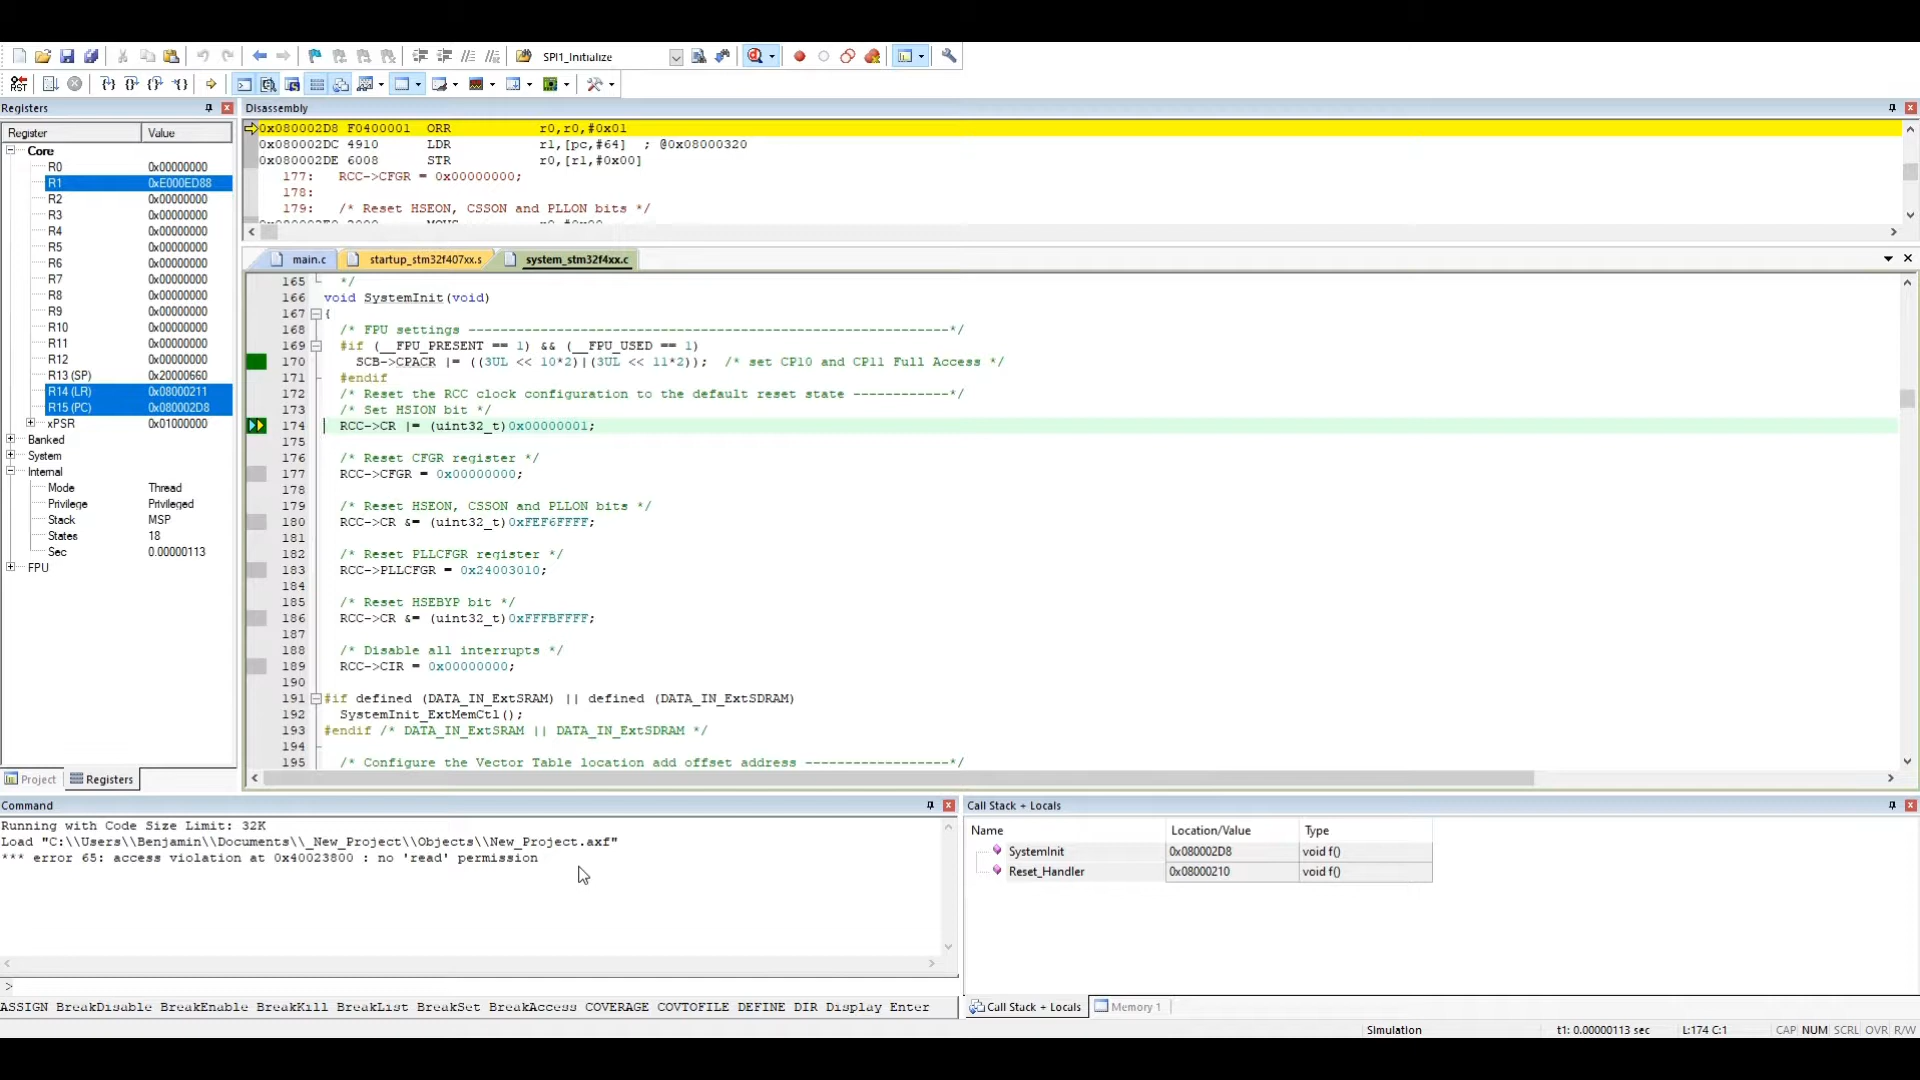 SPI1_Initialize
RST
Registers
Register Value
Core
R0 0x00000000
R1 0xE000ED88
R2 0x00000000
R3 0x00000000
R4 0x00000000
R5 0x00000000
R6 0x00000000
R7 0x00000000
R8 0x00000000
R9 0x00000000
R10 0x00000000
R11 0x00000000
R12 0x00000000
R13 (SP) 0x20000660
R14 (LR) 0x08000211
R15 (PC) 0x080002D8
xPSR 0x01000000
Banked
System
Internal
Mode Thread
Privilege Privileged
Stack MSP
States 18
Sec 0.00000113
FPU
Project Registers
Disassembly
0x080002D8 F0400001 ORR r0,r0,#0x01
0x080002DC 4910 LDR r1,[pc,#64] ; @0x08000320
0x080002DE 6008 STR r0,[r1,#0x00]
177: RCC->CFGR = 0x00000000;
178:
179: /* Reset HSEON, CSSON and PLLON bits */
main.c startup_stm32f407xx.s system_stm32f4xx.c
165 */
166 void SystemInit(void)
167 {
168 /* FPU settings ------------------------------------------------------------*/
169 #if (__FPU_PRESENT == 1) && (__FPU_USED == 1)
170 SCB->CPACR |= ((3UL << 10*2)|(3UL << 11*2)); /* set CP10 and CP11 Full Access */
171 #endif
172 /* Reset the RCC clock configuration to the default reset state ------------*/
173 /* Set HSION bit */
174 RCC->CR |= (uint32_t)0x00000001;
175
176 /* Reset CFGR register */
177 RCC->CFGR = 0x00000000;
178
179 /* Reset HSEON, CSSON and PLLON bits */
180 RCC->CR &= (uint32_t)0xFEF6FFFF;
181
182 /* Reset PLLCFGR register */
183 RCC->PLLCFGR = 0x24003010;
184
185 /* Reset HSEBYP bit */
186 RCC->CR &= (uint32_t)0xFFFBFFFF;
187
188 /* Disable all interrupts */
189 RCC->CIR = 0x00000000;
190
191 #if defined (DATA_IN_ExtSRAM) || defined (DATA_IN_ExtSDRAM)
192 SystemInit_ExtMemCtl();
193 #endif /* DATA_IN_ExtSRAM || DATA_IN_ExtSDRAM */
194
195 /* Configure the Vector Table location add offset address ------------------*/
Command
Running with Code Size Limit: 32K
Load "C:\\Users\\Benjamin\\Documents\\_New_Project\\Objects\\New_Project.axf"
*** error 65: access violation at 0x40023800 : no 'read' permission
>
ASSIGN BreakDisable BreakEnable BreakKill BreakList BreakSet BreakAccess COVERAGE COVTOFILE DEFINE DIR Display Enter
Call Stack + Locals
Name Location/Value Type
SystemInit 0x080002D8 void f()
Reset_Handler 0x08000210 void f()
Call Stack + Locals Memory 1
Simulation t1: 0.00000113 sec L:174 C:1 CAP NUM SCRL OVR R/W